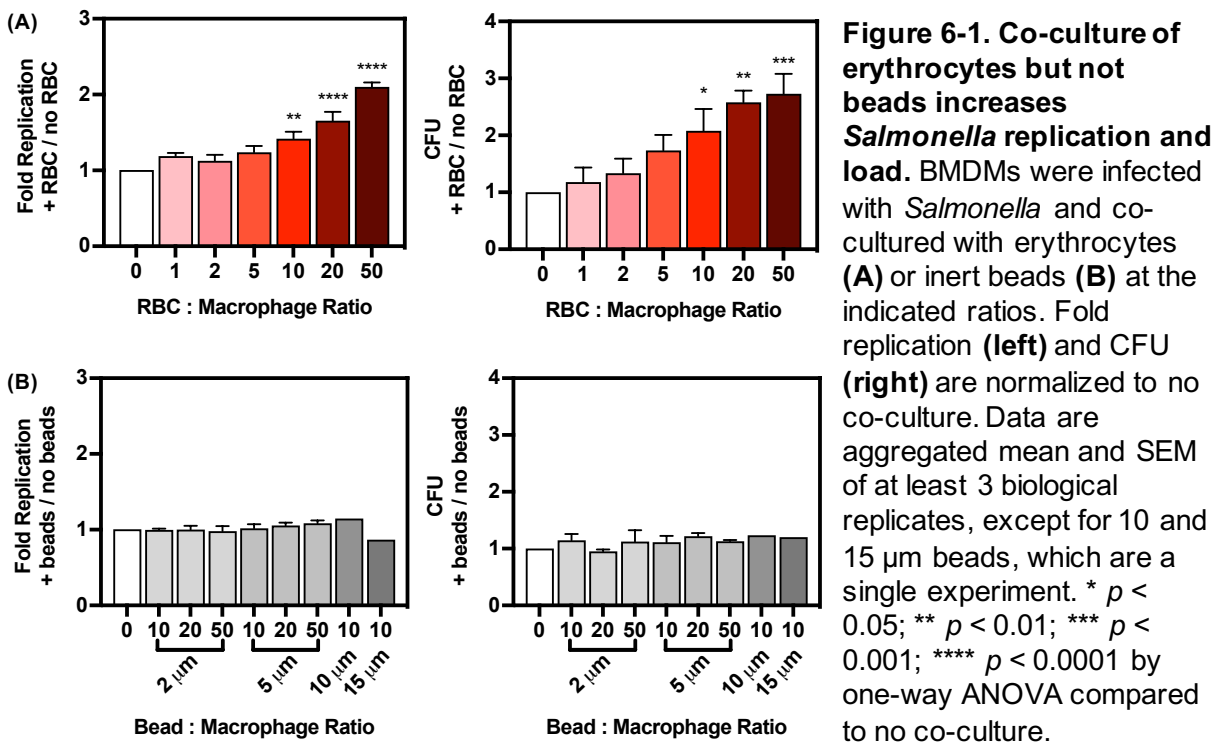 (A)
Fold Replication
+ RBC / no RBC
3
2
1
0
** **** ****
0 1 2 5 10 20 50
RBC : Macrophage Ratio
CFU
+ RBC / no RBC
4
3
2
1
0
* ** ***
0 1 2 5 10 20 50
RBC : Macrophage Ratio
(B)
Fold Replication
+ beads / no beads
3
2
1
0
0 10 20 50 10 20 50 10 10
2 μm 5 μm 10 μm 15 μm
Bead : Macrophage Ratio
CFU
+ beads / no beads
4
3
2
1
0
0 10 20 50 10 20 50 10 10
2 μm 5 μm 10 μm 15 μm
Bead : Macrophage Ratio
Figure 6-1. Co-culture of
erythrocytes but not
beads increases
Salmonella replication and
load. BMDMs were infected
with Salmonella and co-
cultured with erythrocytes
(A) or inert beads (B) at the
indicated ratios. Fold
replication (left) and CFU
(right) are normalized to no
co-culture. Data are
aggregated mean and SEM
of at least 3 biological
replicates, except for 10 and
15 µm beads, which are a
single experiment. * p <
0.05; ** p < 0.01; *** p <
0.001; **** p < 0.0001 by
one-way ANOVA compared
to no co-culture.